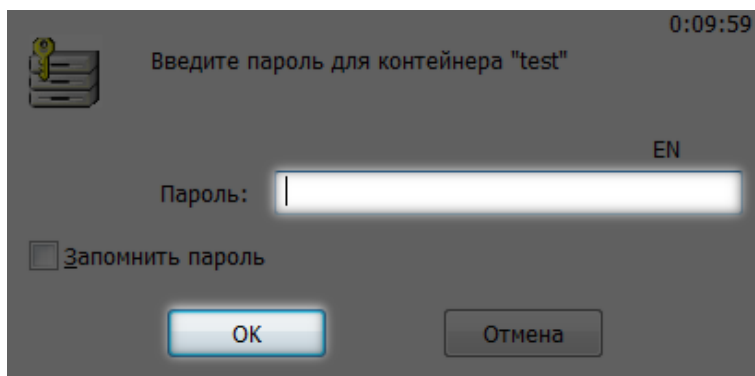 0:09:59
Введите пароль для контейнера "test"
EN
Пароль:
Запомнить пароль
OK
Отмена